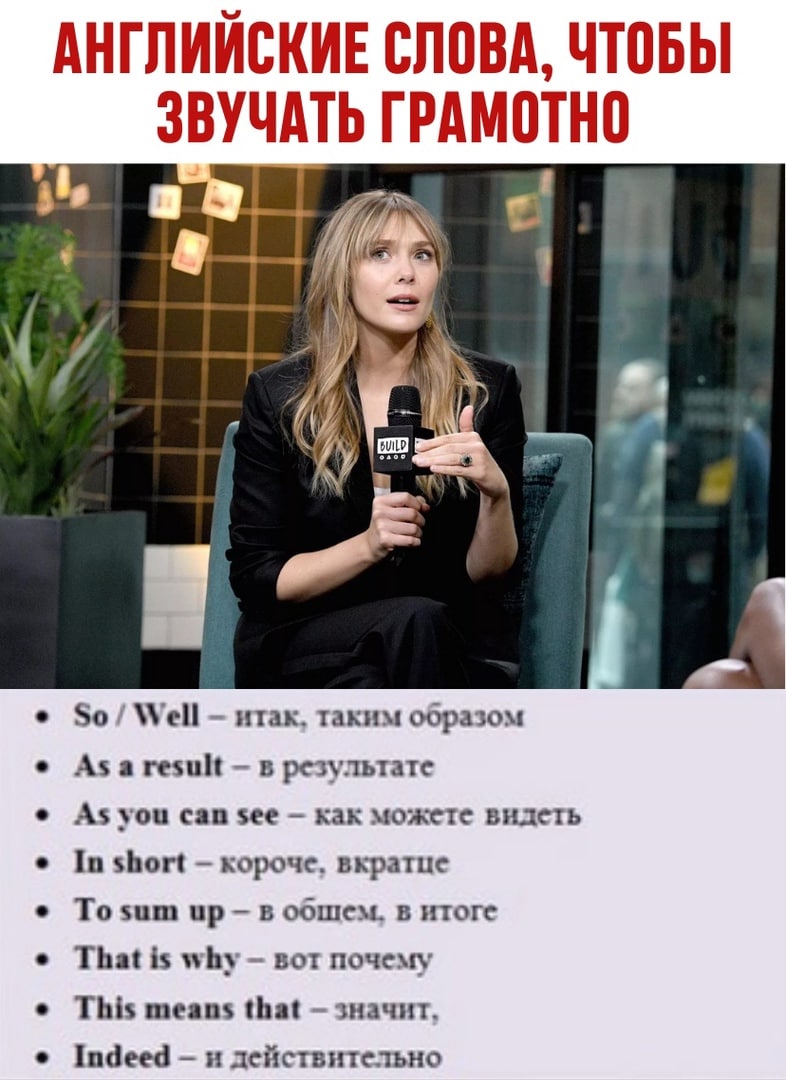 АНГЛИЙСКИЕ СЛОВА, ЧТОБЫ
ЗВУЧАТЬ ГРАМОТНО
BUILD
• So / Well – итак, таким образом
• As a result – в результате
• As you can see – как можете видеть
• In short – короче, вкратце
• To sum up – в общем, в итоге
• That is why – вот почему
• This means that – значит,
• Indeed – и действительно